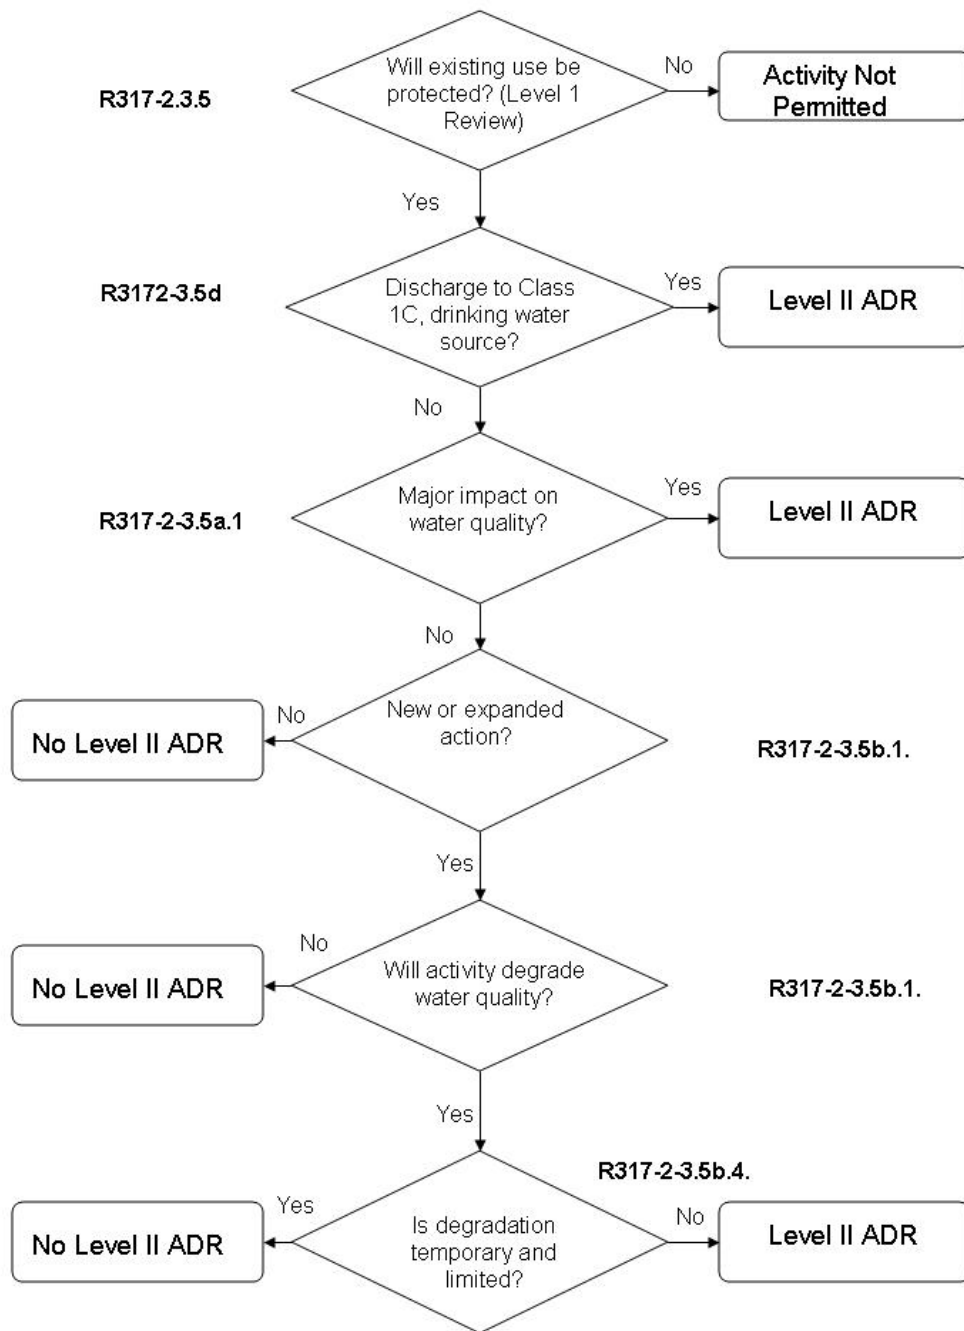 Will existing use be
protected? (Level 1
Review)
No
Activity Not
Permitted
R317-2.3.5
Yes
R3172-3.5d
Discharge to Class
1C, drinking water
source?
Yes
Level II ADR
No
Major impact on
water quality?
Yes
Level II ADR
R317-2-3.5a.1
No
New or expanded
action?
No
No Level II ADR
R317-2-3.5b.1.
Yes
No
Will activity degrade
water quality?
No Level II ADR
R317-2-3.5b.1.
Yes
R317-2-3.5b.4.
Yes
No Level II ADR
Is degradation
temporary and
limited?
No
Level II ADR